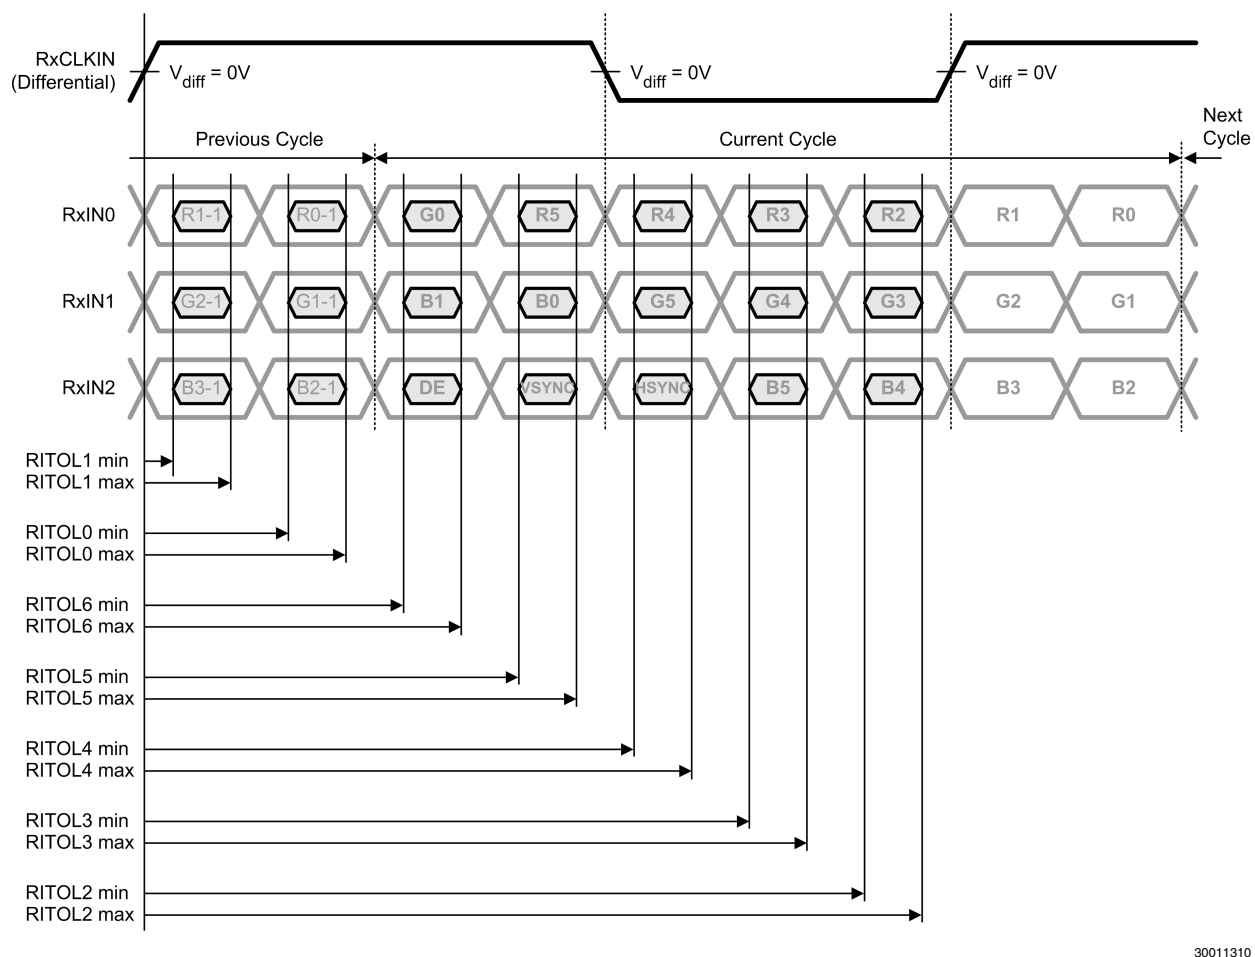 RxCLKIN
(Differential)
Vdiff = 0V
Vdiff = 0V
Vdiff = 0V
Previous Cycle
Current Cycle
Next
Cycle
RxIN0
R1-1
R0-1
G0
R5
R4
R3
R2
R1
R0
RxIN1
G2-1
G1-1
B1
B0
G5
G4
G3
G2
G1
RxIN2
B3-1
B2-1
DE
VSYNC
HSYNC
B5
B4
B3
B2
RITOL1 min
RITOL1 max
RITOL0 min
RITOL0 max
RITOL6 min
RITOL6 max
RITOL5 min
RITOL5 max
RITOL4 min
RITOL4 max
RITOL3 min
RITOL3 max
RITOL2 min
RITOL2 max
30011310